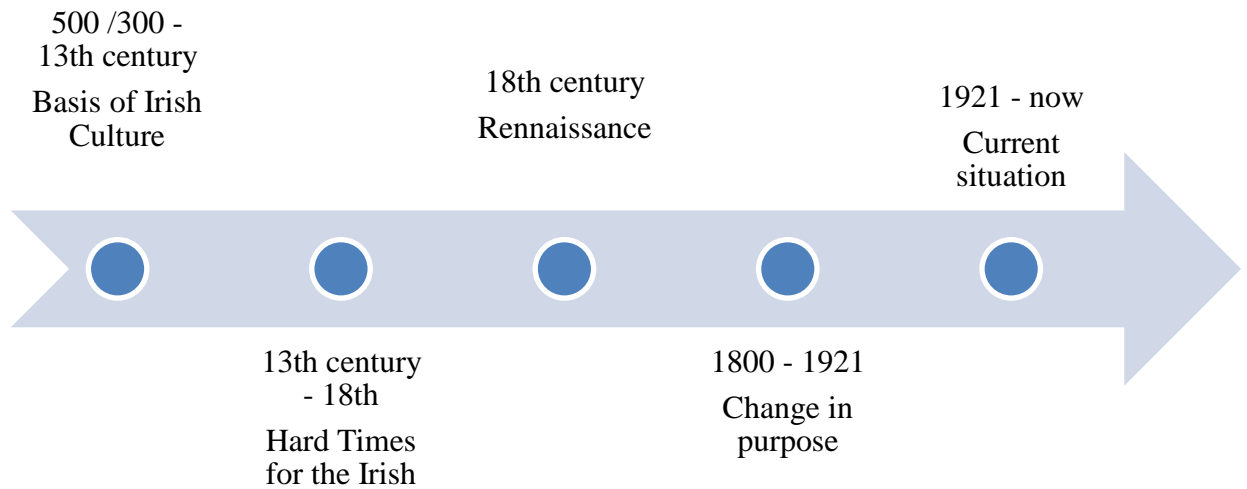 500 /300 -
13th century
Basis of Irish
Culture
13th century
- 18th
Hard Times
for the Irish
18th century
Rennaissance
1800 - 1921
Change in
purpose
1921 - now
Current
situation